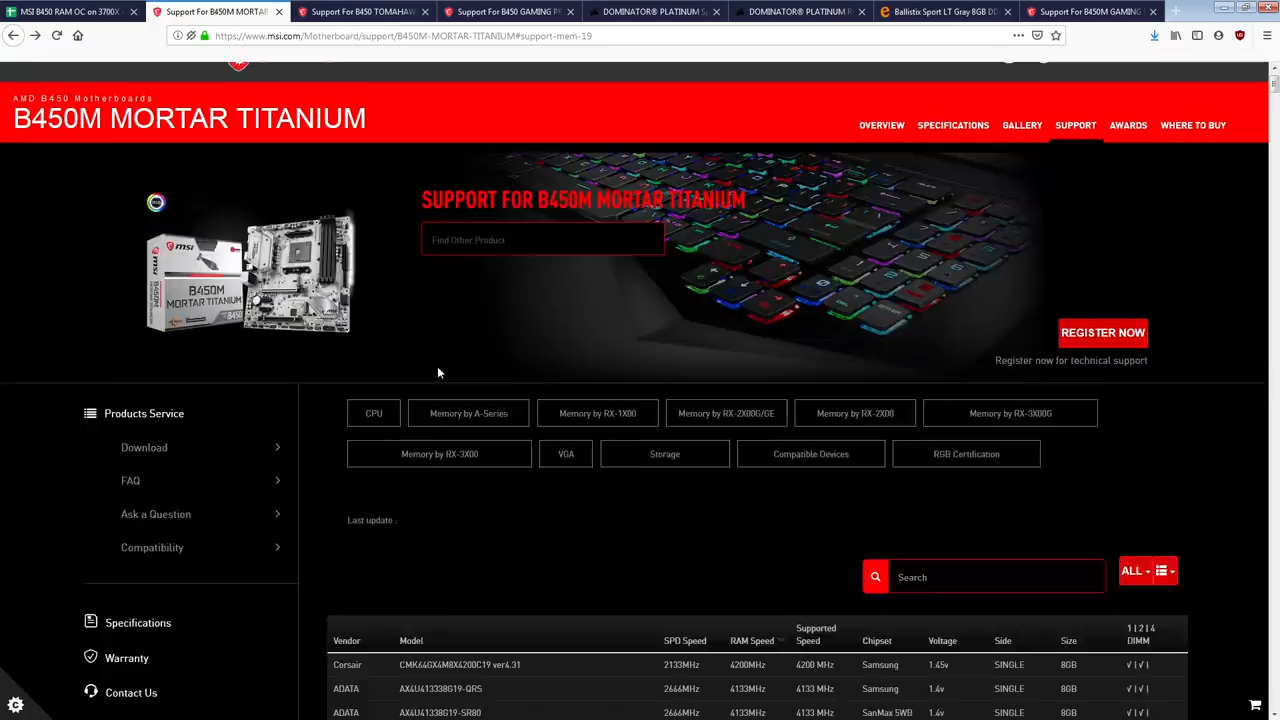 MSI B450 RAM OC on 3700X -
Support For B450M MORTAR
Support For B450 TOMAHAWK
Support For B450 GAMING P
DOMINATOR® PLATINUM S
DOMINATOR® PLATINUM R
Ballistix Sport LT Gray 8GB DD
Support For B450M GAMING
https://www.msi.com/Motherboard/support/B450M-MORTAR-TITANIUM#support-mem-19
AMD B450 Motherboards
B450M MORTAR TITANIUM
OVERVIEW SPECIFICATIONS GALLERY SUPPORT AWARDS WHERE TO BUY
SUPPORT FOR B450M MORTAR TITANIUM
Find Other Product
msi
B450M
MORTAR TITANIUM
REGISTER NOW
Register now for technical support
Products Service
Download
FAQ
Ask a Question
Compatibility
Specifications
Warranty
Contact Us
CPU Memory by A-Series Memory by RX-1X00 Memory by RX-2X00G/GE Memory by RX-2X00 Memory by RX-3X00G
Memory by RX-3X00 VGA Storage Compatible Devices RGB Certification
Last update :
Search ALL
Vendor Model SPD Speed RAM Speed Supported Speed Chipset Voltage Side Size 1|2|4 DIMM
Corsair CMK64GX4M8X4200C19 ver4.31 2133MHz 4200MHz 4200 MHz Samsung 1.45v SINGLE 8GB √|√|
ADATA AX4U413338G19-QRS 2666MHz 4133MHz 4133 MHz Samsung 1.4v SINGLE 8GB √|√|
ADATA AX4U413338G19-SR80 2666MHz 4133MHz 4133 MHz SanMax 5WB 1.4v SINGLE 8GB √|√|